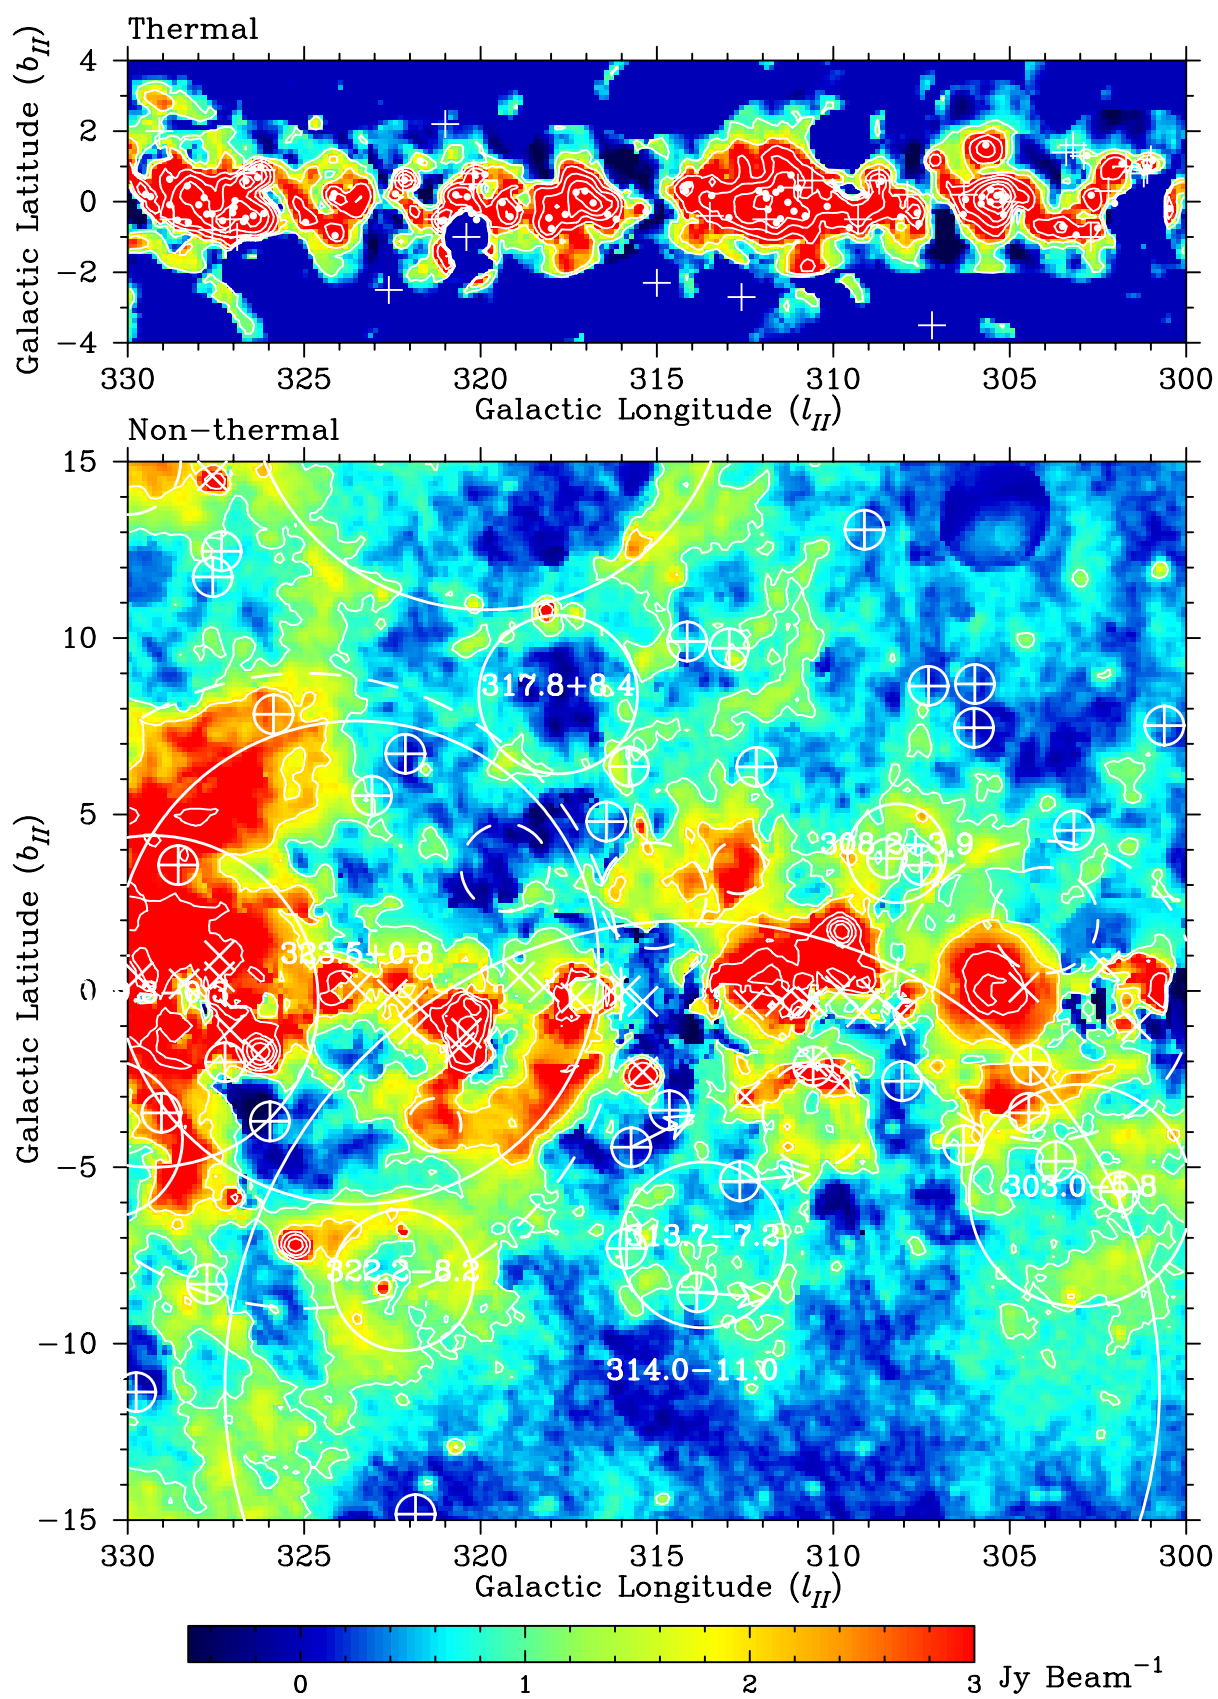 Thermal
Galactic Latitude (bII)
4
2
0
−2
−4
330 325 320 315 310 305 300
Galactic Longitude (lII)
Non−thermal
Galactic Latitude (bII)
15
10
5
0
−5
−10
−15
317.8+8.4
308.2+3.9
323.5+0.8
303.0−5.8
313.7−7.2
322.2−8.2
314.0−11.0
330 325 320 315 310 305 300
Galactic Longitude (lII)
0 1 2 3 Jy Beam−1